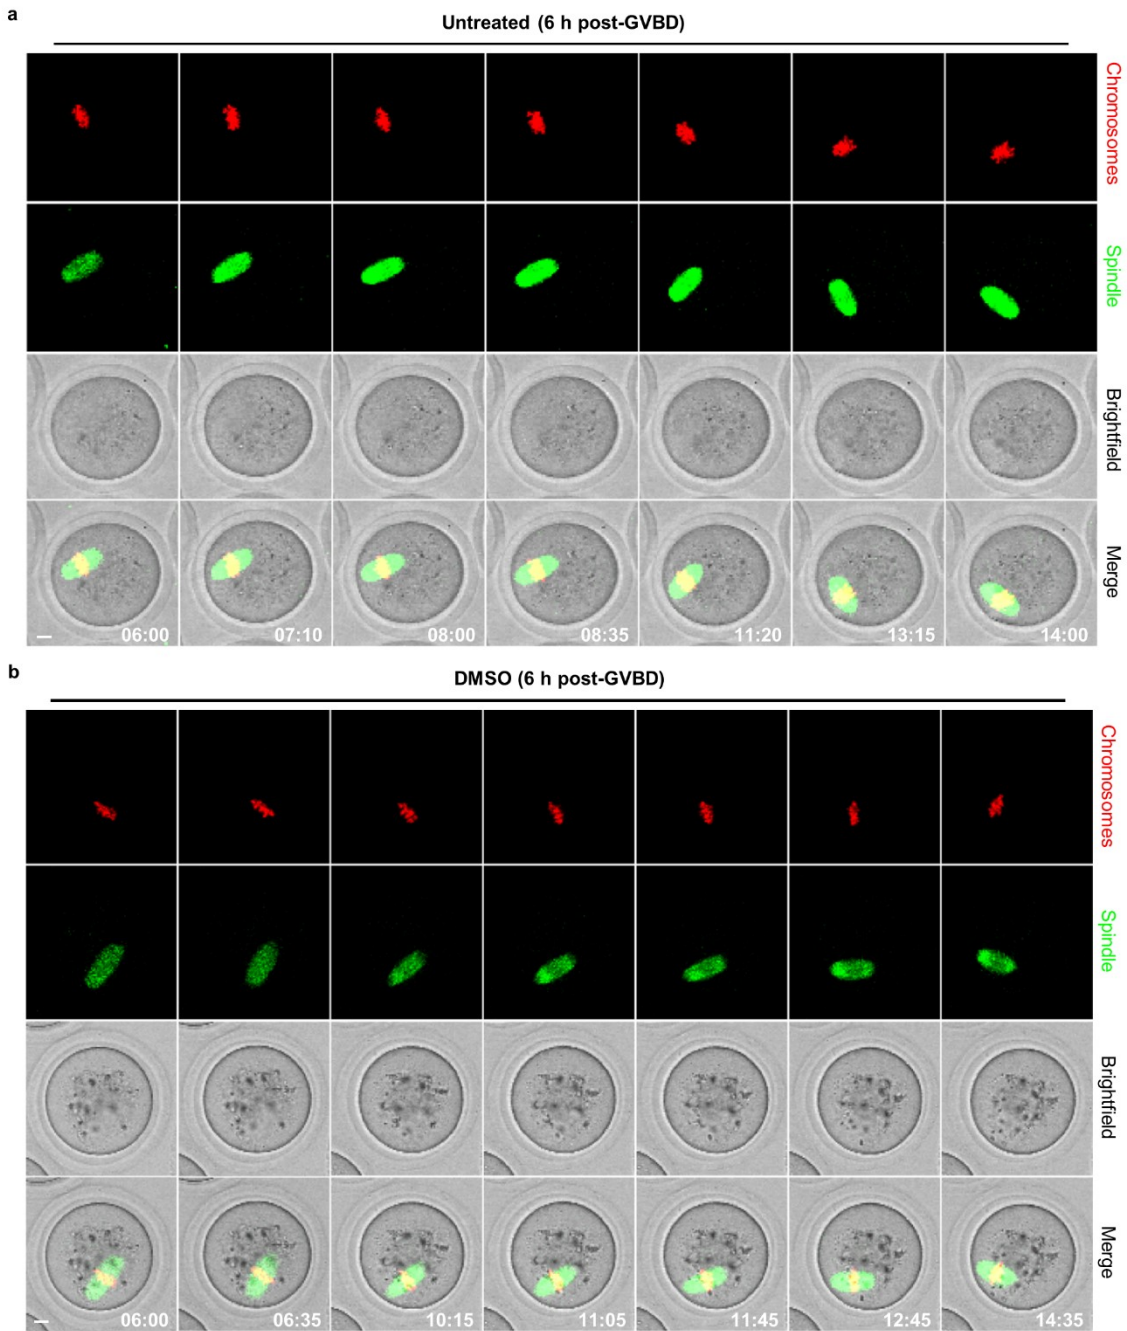 a
Untreated (6 h post-GVBD)
Chromosomes
Spindle
Brightfield
Merge
06:00 07:10 08:00 08:35 11:20 13:15 14:00
b
DMSO (6 h post-GVBD)
Chromosomes
Spindle
Brightfield
Merge
06:00 06:35 10:15 11:05 11:45 12:45 14:35